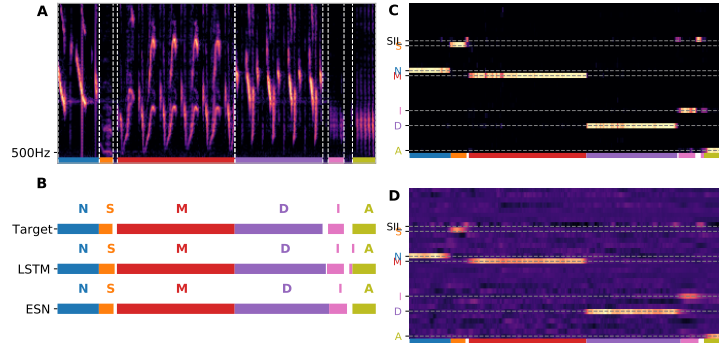 A
500Hz
B
N S M D I A
Target
N S M D I I A
LSTM
N S M D I A
ESN
C
SIL
S
N
M
I
D
A
D
SIL
S
N
M
I
D
A